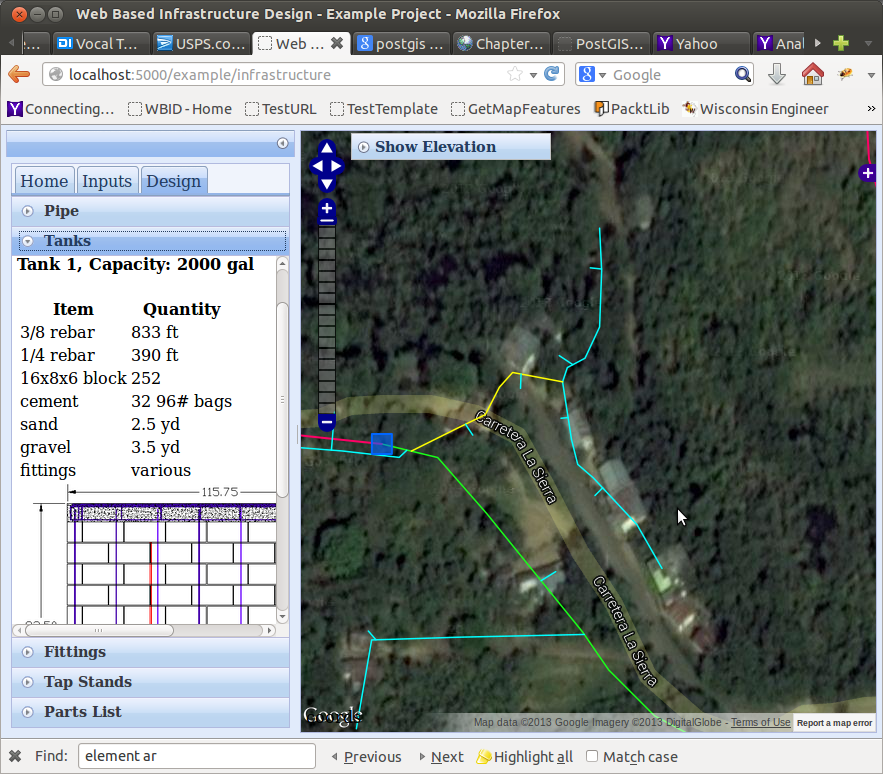 Web Based Infrastructure Design - Example Project - Mozilla Firefox
...
Vocal T...
USPS.co...
Web ...
postgis ...
Chapter...
PostGIS...
Yahoo
Anal
localhost:5000/example/infrastructure
Google
Connecting...
WBID - Home
TestURL
TestTemplate
GetMapFeatures
PacktLib
Wisconsin Engineer
»
Home
Inputs
Design
Pipe
Tanks
Tank 1, Capacity: 2000 gal
Item Quantity
3/8 rebar 833 ft
1/4 rebar 390 ft
16x8x6 block 252
cement 32 96# bags
sand 2.5 yd
gravel 3.5 yd
fittings various
115.75
Fittings
Tap Stands
Parts List
Show Elevation
Carretera La Sierra
Carretera La Sierra
Google
Map data ©2013 Google Imagery ©2013 DigitalGlobe - Terms of Use
Report a map error
Find: element ar Previous Next Highlight all Match case